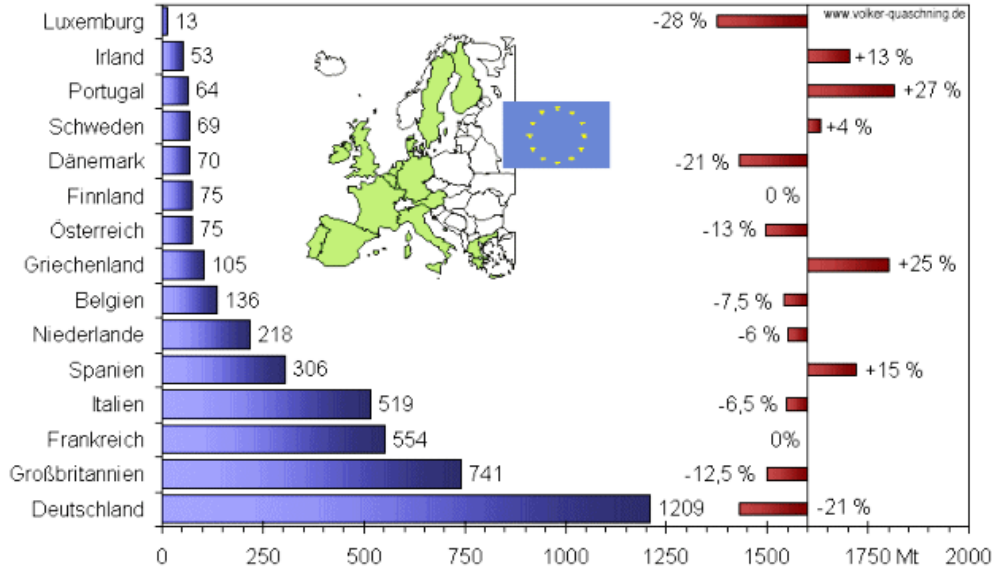 www.volker-quaschning.de
Luxemburg 13 -28 %
Irland 53 +13 %
Portugal 64 +27 %
Schweden 69 +4 %
Dänemark 70 -21 %
Finnland 75 0 %
Österreich 75 -13 %
Griechenland 105 +25 %
Belgien 136 -7,5 %
Niederlande 218 -6 %
Spanien 306 +15 %
Italien 519 -6,5 %
Frankreich 554 0%
Großbritannien 741 -12,5 %
Deutschland 1209 -21 %
0 250 500 750 1000 1250 1500 1750 Mt 2000